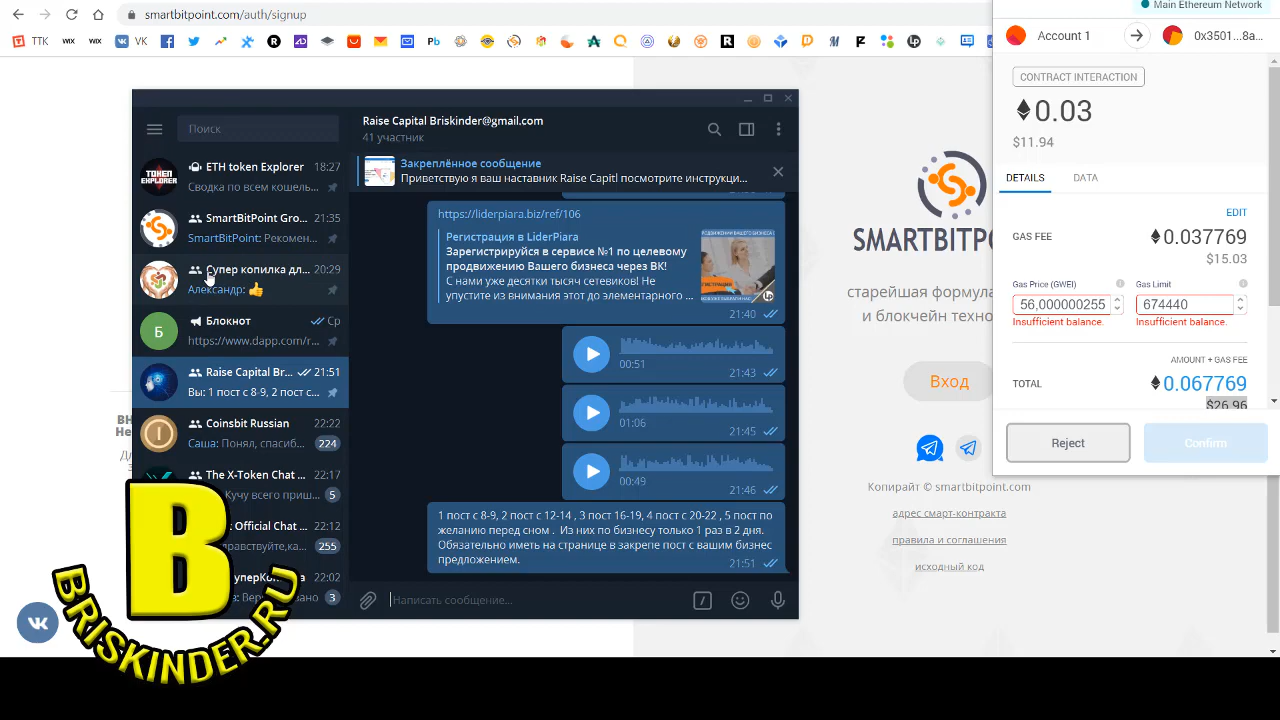 smartbitpoint.com/auth/signup
ТТК
WIX
WIX
VK
Pb
Main Ethereum Network
Account 1
0x3501...8a...
CONTRACT INTERACTION
0.03
$11.94
DETAILS
DATA
EDIT
GAS FEE
0.037769
$15.03
Gas Price (GWEI)
Gas Limit
56,000000255
674440
Insufficient balance.
Insufficient balance.
AMOUNT + GAS FEE
TOTAL
0.067769
$26.96
Reject
Confirm
Поиск
ETH token Explorer
18:27
Сводка по всем кошель...
TOKEN
EXPLORER
SmartBitPoint Gro...
21:35
SmartBitPoint: Рекомен...
Супер копилка дл...
20:29
Александр: 👍
Б
Блокнот
Ср
https://www.dapp.com/r...
Raise Capital Br...
21:51
Вы: 1 пост с 8-9, 2 пост с...
Coinsbit Russian
22:22
Саша: Понял, спасиб...
224
The X-Token Chat ...
22:17
Кучу всего приш...
5
Official Chat ...
22:12
дравствуйте,ка...
255
22:02
3
Raise Capital Briskinder@gmail.com
41 участник
Закреплённое сообщение
Приветствую я ваш наставник Raise Capitl посмотрите инструкци...
https://liderpiara.biz/ref/106
Регистрация в LiderPiara
Зарегистрируйся в сервисе №1 по целевому
продвижению Вашего бизнеса через ВК!
С нами уже десятки тысяч сетевиков! Не
упустите из внимания этот до элементарного ...
21:40
00:51
21:43
01:06
21:45
00:49
21:46
1 пост с 8-9, 2 пост с 12-14 , 3 пост 16-19, 4 пост с 20-22 , 5 пост по
желанию перед сном . Из них по бизнесу только 1 раз в 2 дня.
Обязательно иметь на странице в закрепе пост с вашим бизнес
предложением.
21:51
Написать сообщение...
SMARTBITPO
старейшая формула
и блокчейн техно
Вход
Копирайт © smartbitpoint.com
адрес смарт-контракта
правила и соглашения
исходный код
B
BRISKINDER.RU